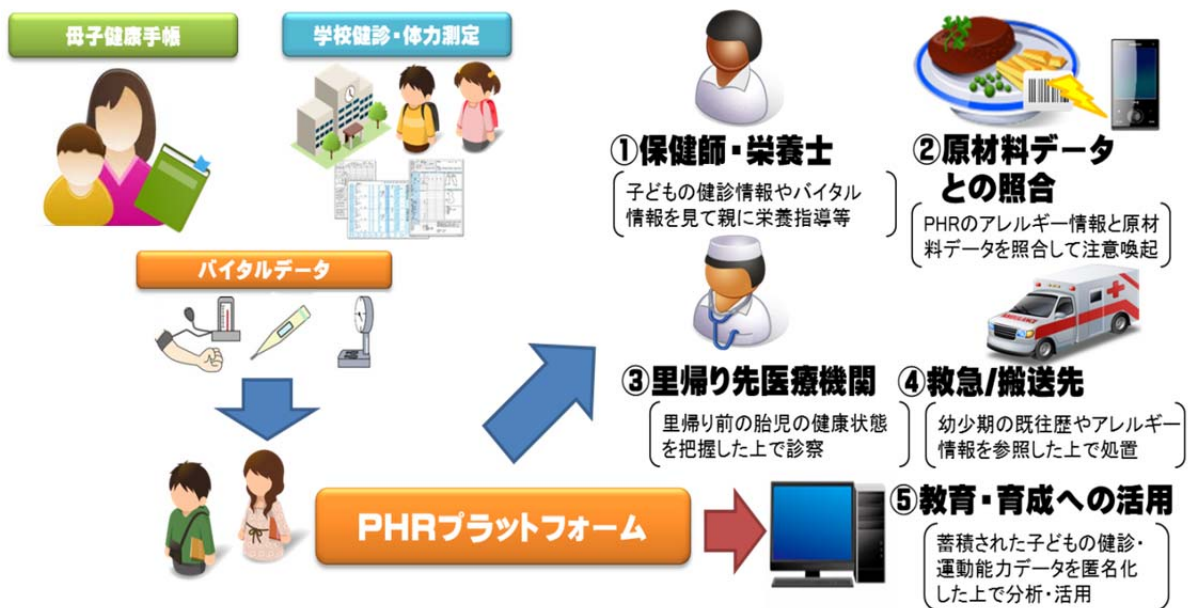 母子健康手帳
学校健診・体力測定
バイタルデータ
PHRプラットフォーム
①保健師・栄養士
子どもの健診情報やバイタル
情報を見て親に栄養指導等
②原材料データ
との照合
PHRのアレルギー情報と原材
料データを照合して注意喚起
③里帰り先医療機関
里帰り前の胎児の健康状態
を把握した上で診察
④救急/搬送先
幼少期の既往歴やアレルギー
情報を参照した上で処置
⑤教育・育成への活用
蓄積された子どもの健診・
運動能力データを匿名化
した上で分析・活用